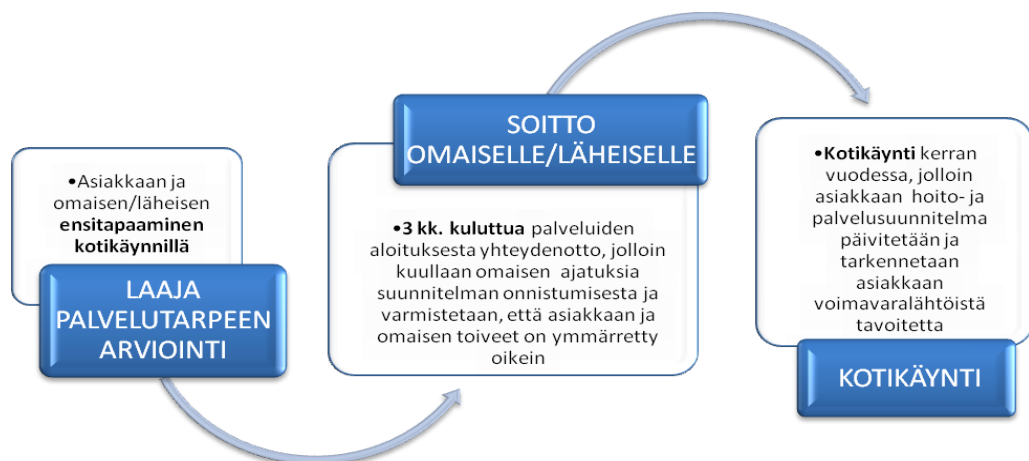 •Asiakkaan ja
omaisen/läheisen
ensitapaaminen
kotikäynnillä
LAAJA
PALVELUTARPEEN
ARVIOINTI
SOITTO
OMAISELLE/LÄHEISELLE
•3 kk. kuluttua palveluiden
aloituksesta yhteydenotto, jolloin
kuullaan omaisen ajatuksia
suunnitelman onnistumisesta ja
varmistetaan, että asiakkaan ja
omaisen toiveet on ymmärretty
oikein
•Kotikäynti kerran
vuodessa, jolloin
asiakkaan hoito- ja
palvelusuunnitelma
päivitetään ja
tarkennetaan
asiakkaan
voimavaralähtöistä
tavoitetta
KOTIKÄYNTI